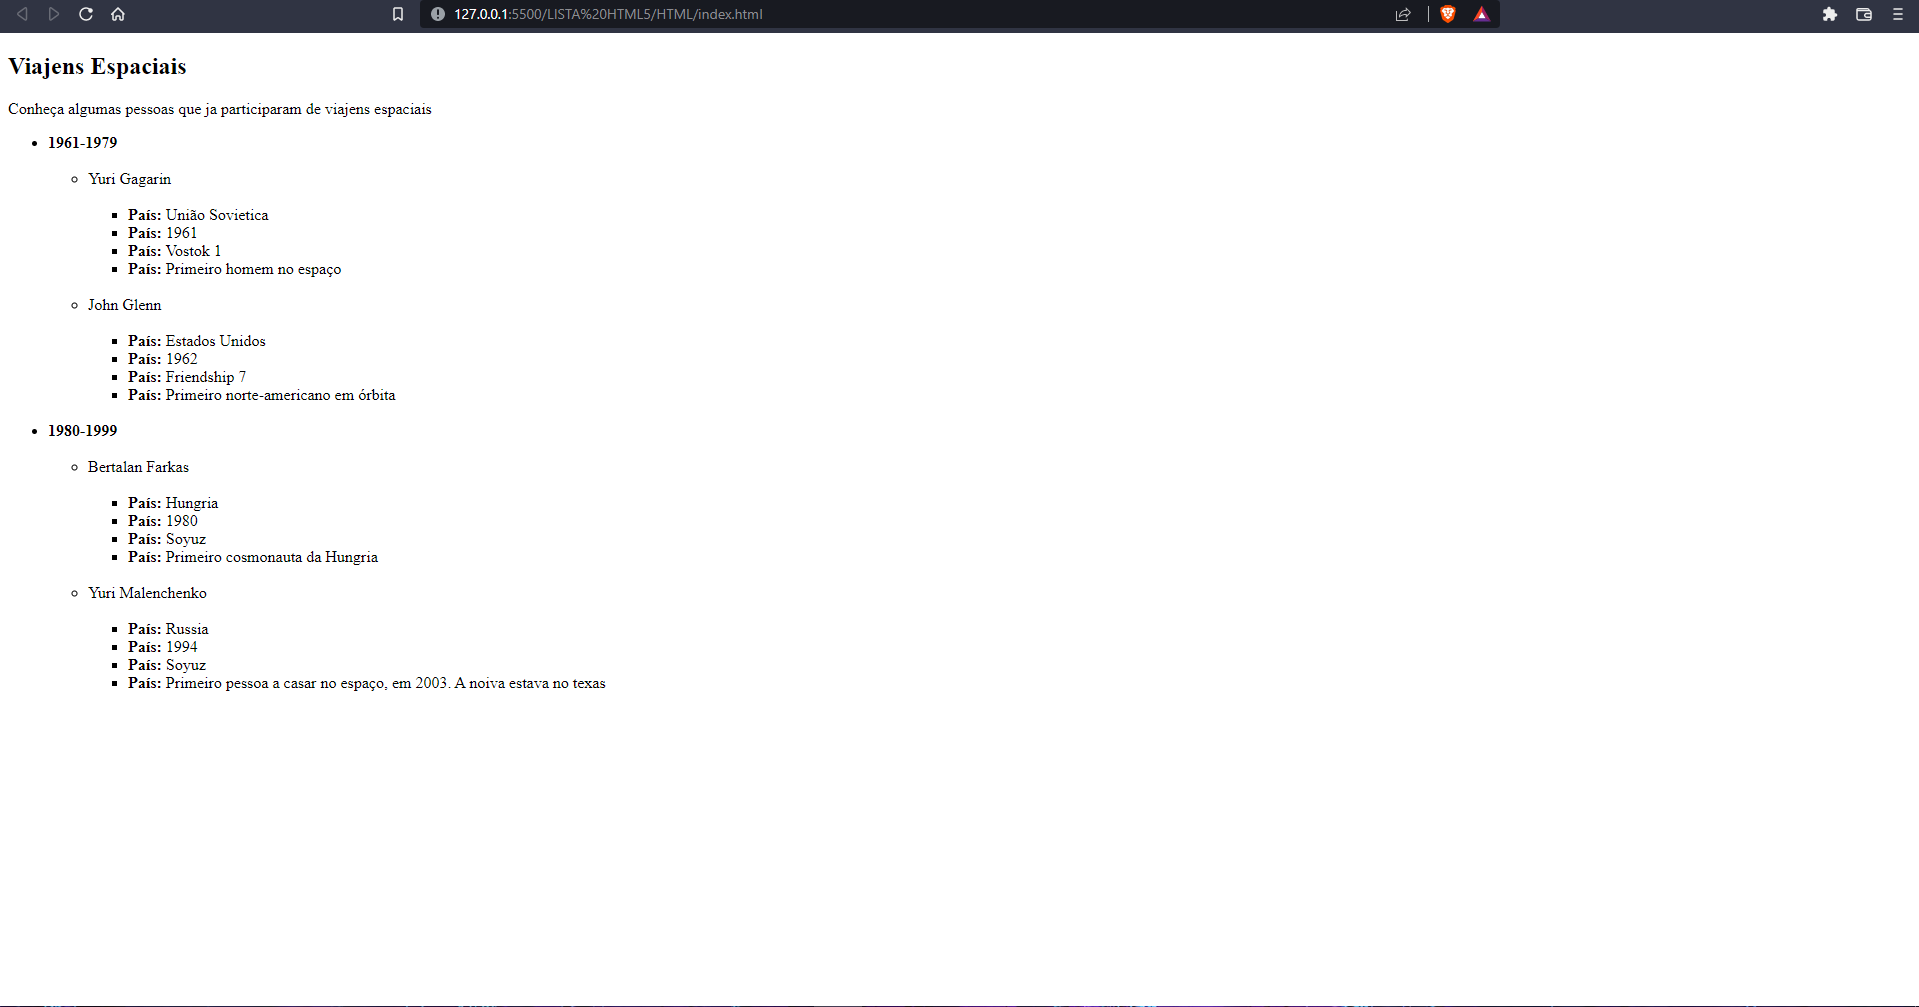 127.0.0.1:5500/LISTA%20HTML5/HTML/index.html
Viajens Espaciais
Conheça algumas pessoas que ja participaram de viajens espaciais
1961-1979
Yuri Gagarin
País: União Sovietica
País: 1961
País: Vostok 1
País: Primeiro homem no espaço
John Glenn
País: Estados Unidos
País: 1962
País: Friendship 7
País: Primeiro norte-americano em órbita
1980-1999
Bertalan Farkas
País: Hungria
País: 1980
País: Soyuz
País: Primeiro cosmonauta da Hungria
Yuri Malenchenko
País: Russia
País: 1994
País: Soyuz
País: Primeiro pessoa a casar no espaço, em 2003. A noiva estava no texas